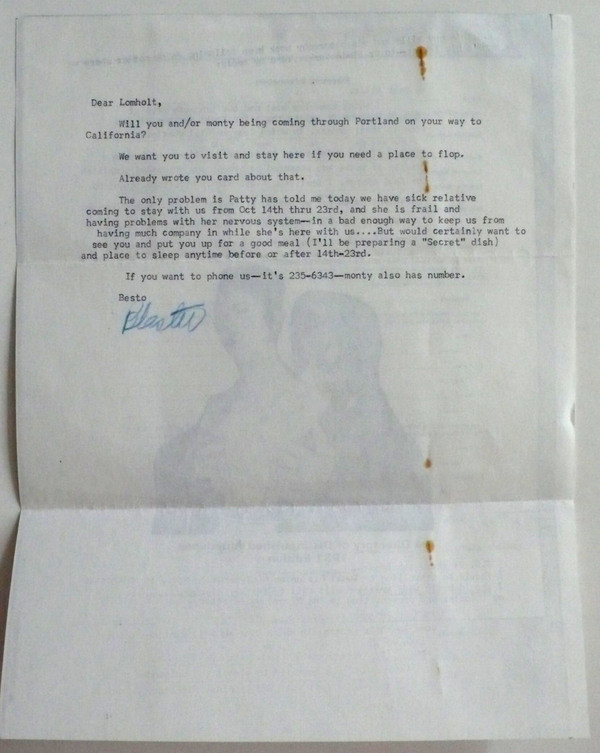 Dear Lomholt,
Will you and/or monty being coming through Portland on your way to
California?
We want you to visit and stay here if you need a place to flop.
Already wrote you card about that.
The only problem is Patty has told me today we have sick relative
coming to stay with us from Oct 14th thru 23rd, and she is frail and
having problems with her nervous system—in a bad enough way to keep us from
having much company in while she's here with us....But would certainly want to
see you and put you up for a good meal (I'll be preparing a "Secret" dish)
and place to sleep anytime before or after 14th-23rd.
If you want to phone us—it's 235-6343—monty also has number.
Besto